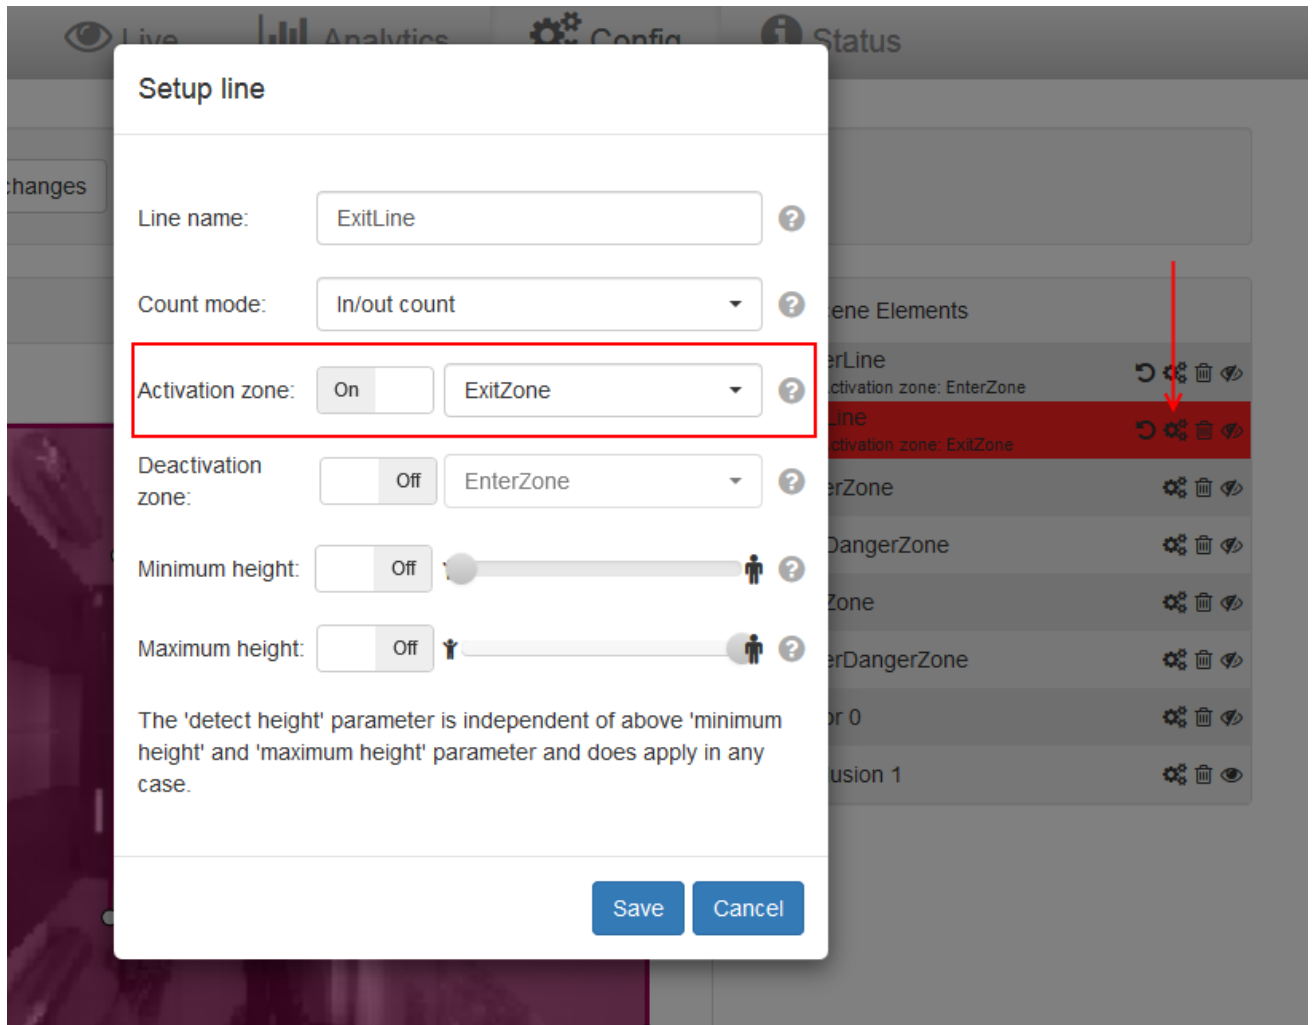 Live Analytics Config Status
Setup line
changes
Line name: ExitLine
Count mode: In/out count
Activation zone: On ExitZone
Deactivation
zone: Off EnterZone
Minimum height: Off
Maximum height: Off
The 'detect height' parameter is independent of above 'minimum
height' and 'maximum height' parameter and does apply in any
case.
Save Cancel
ene Elements
erLine
ctivation zone: EnterZone
Line
ctivation zone: ExitZone
erZone
DangerZone
Zone
erDangerZone
or 0
lusion 1